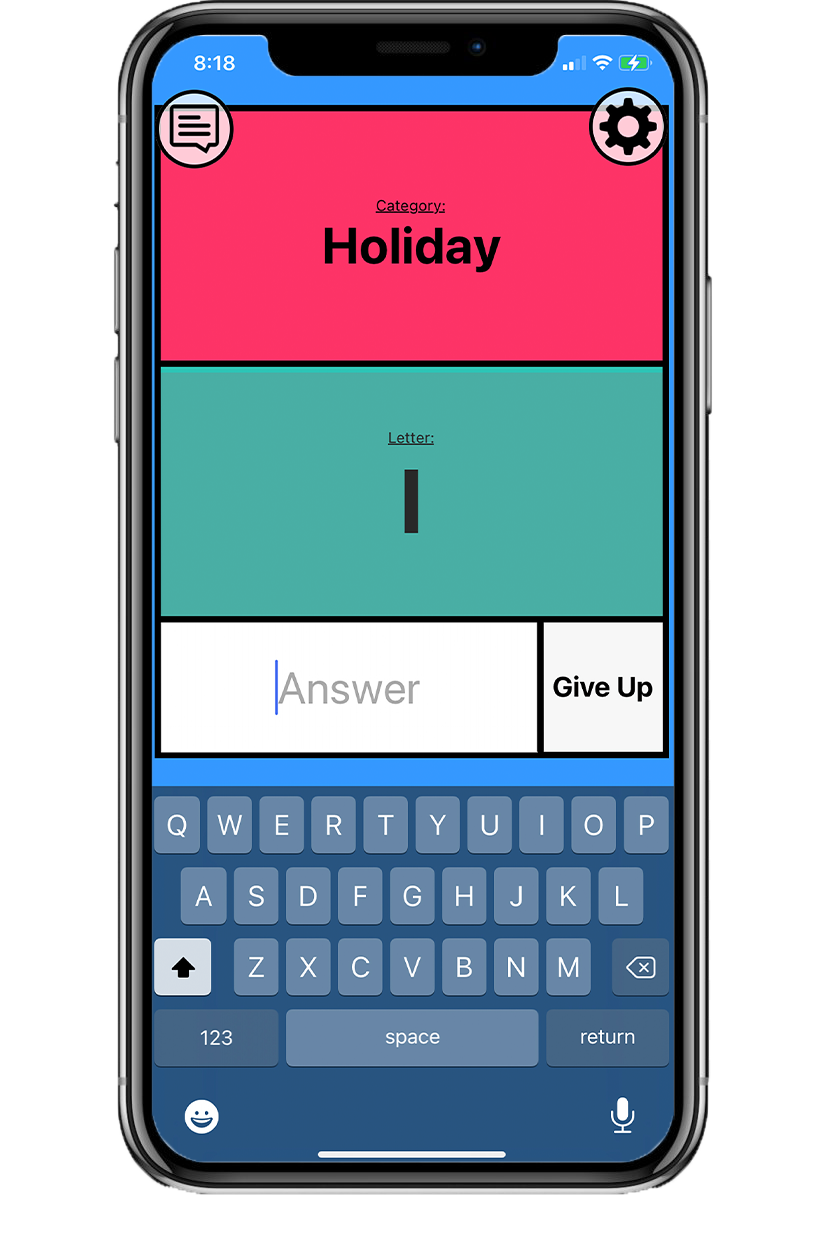 8:18
Category:
Holiday
Letter:
I
Answer
Give Up
Q W E R T Y U I O P
A S D F G H J K L
Z X C V B N M
123 space return